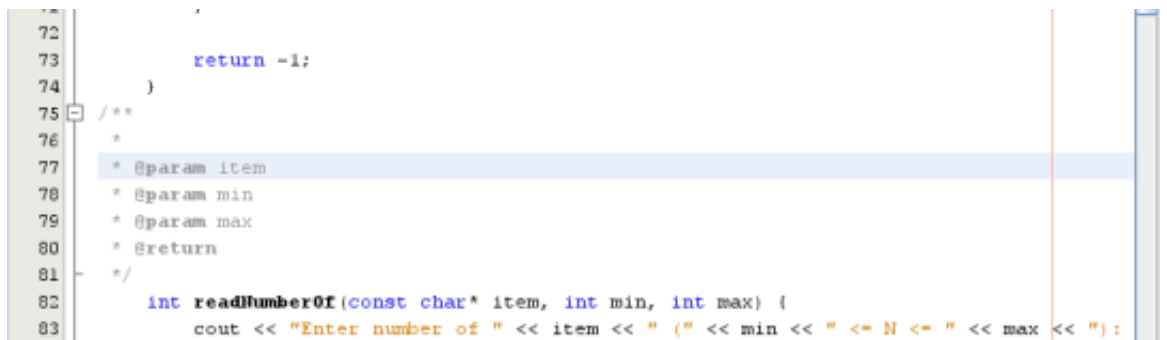 72
73 return -1;
74 }
75 /**
76 *
77 * @param item
78 * @param min
79 * @param max
80 * @return
81 */
82 int readNumberOf(const char* item, int min, int max) {
83 cout << "Enter number of " << item << " (" << min << " <= N <= " << max << "):